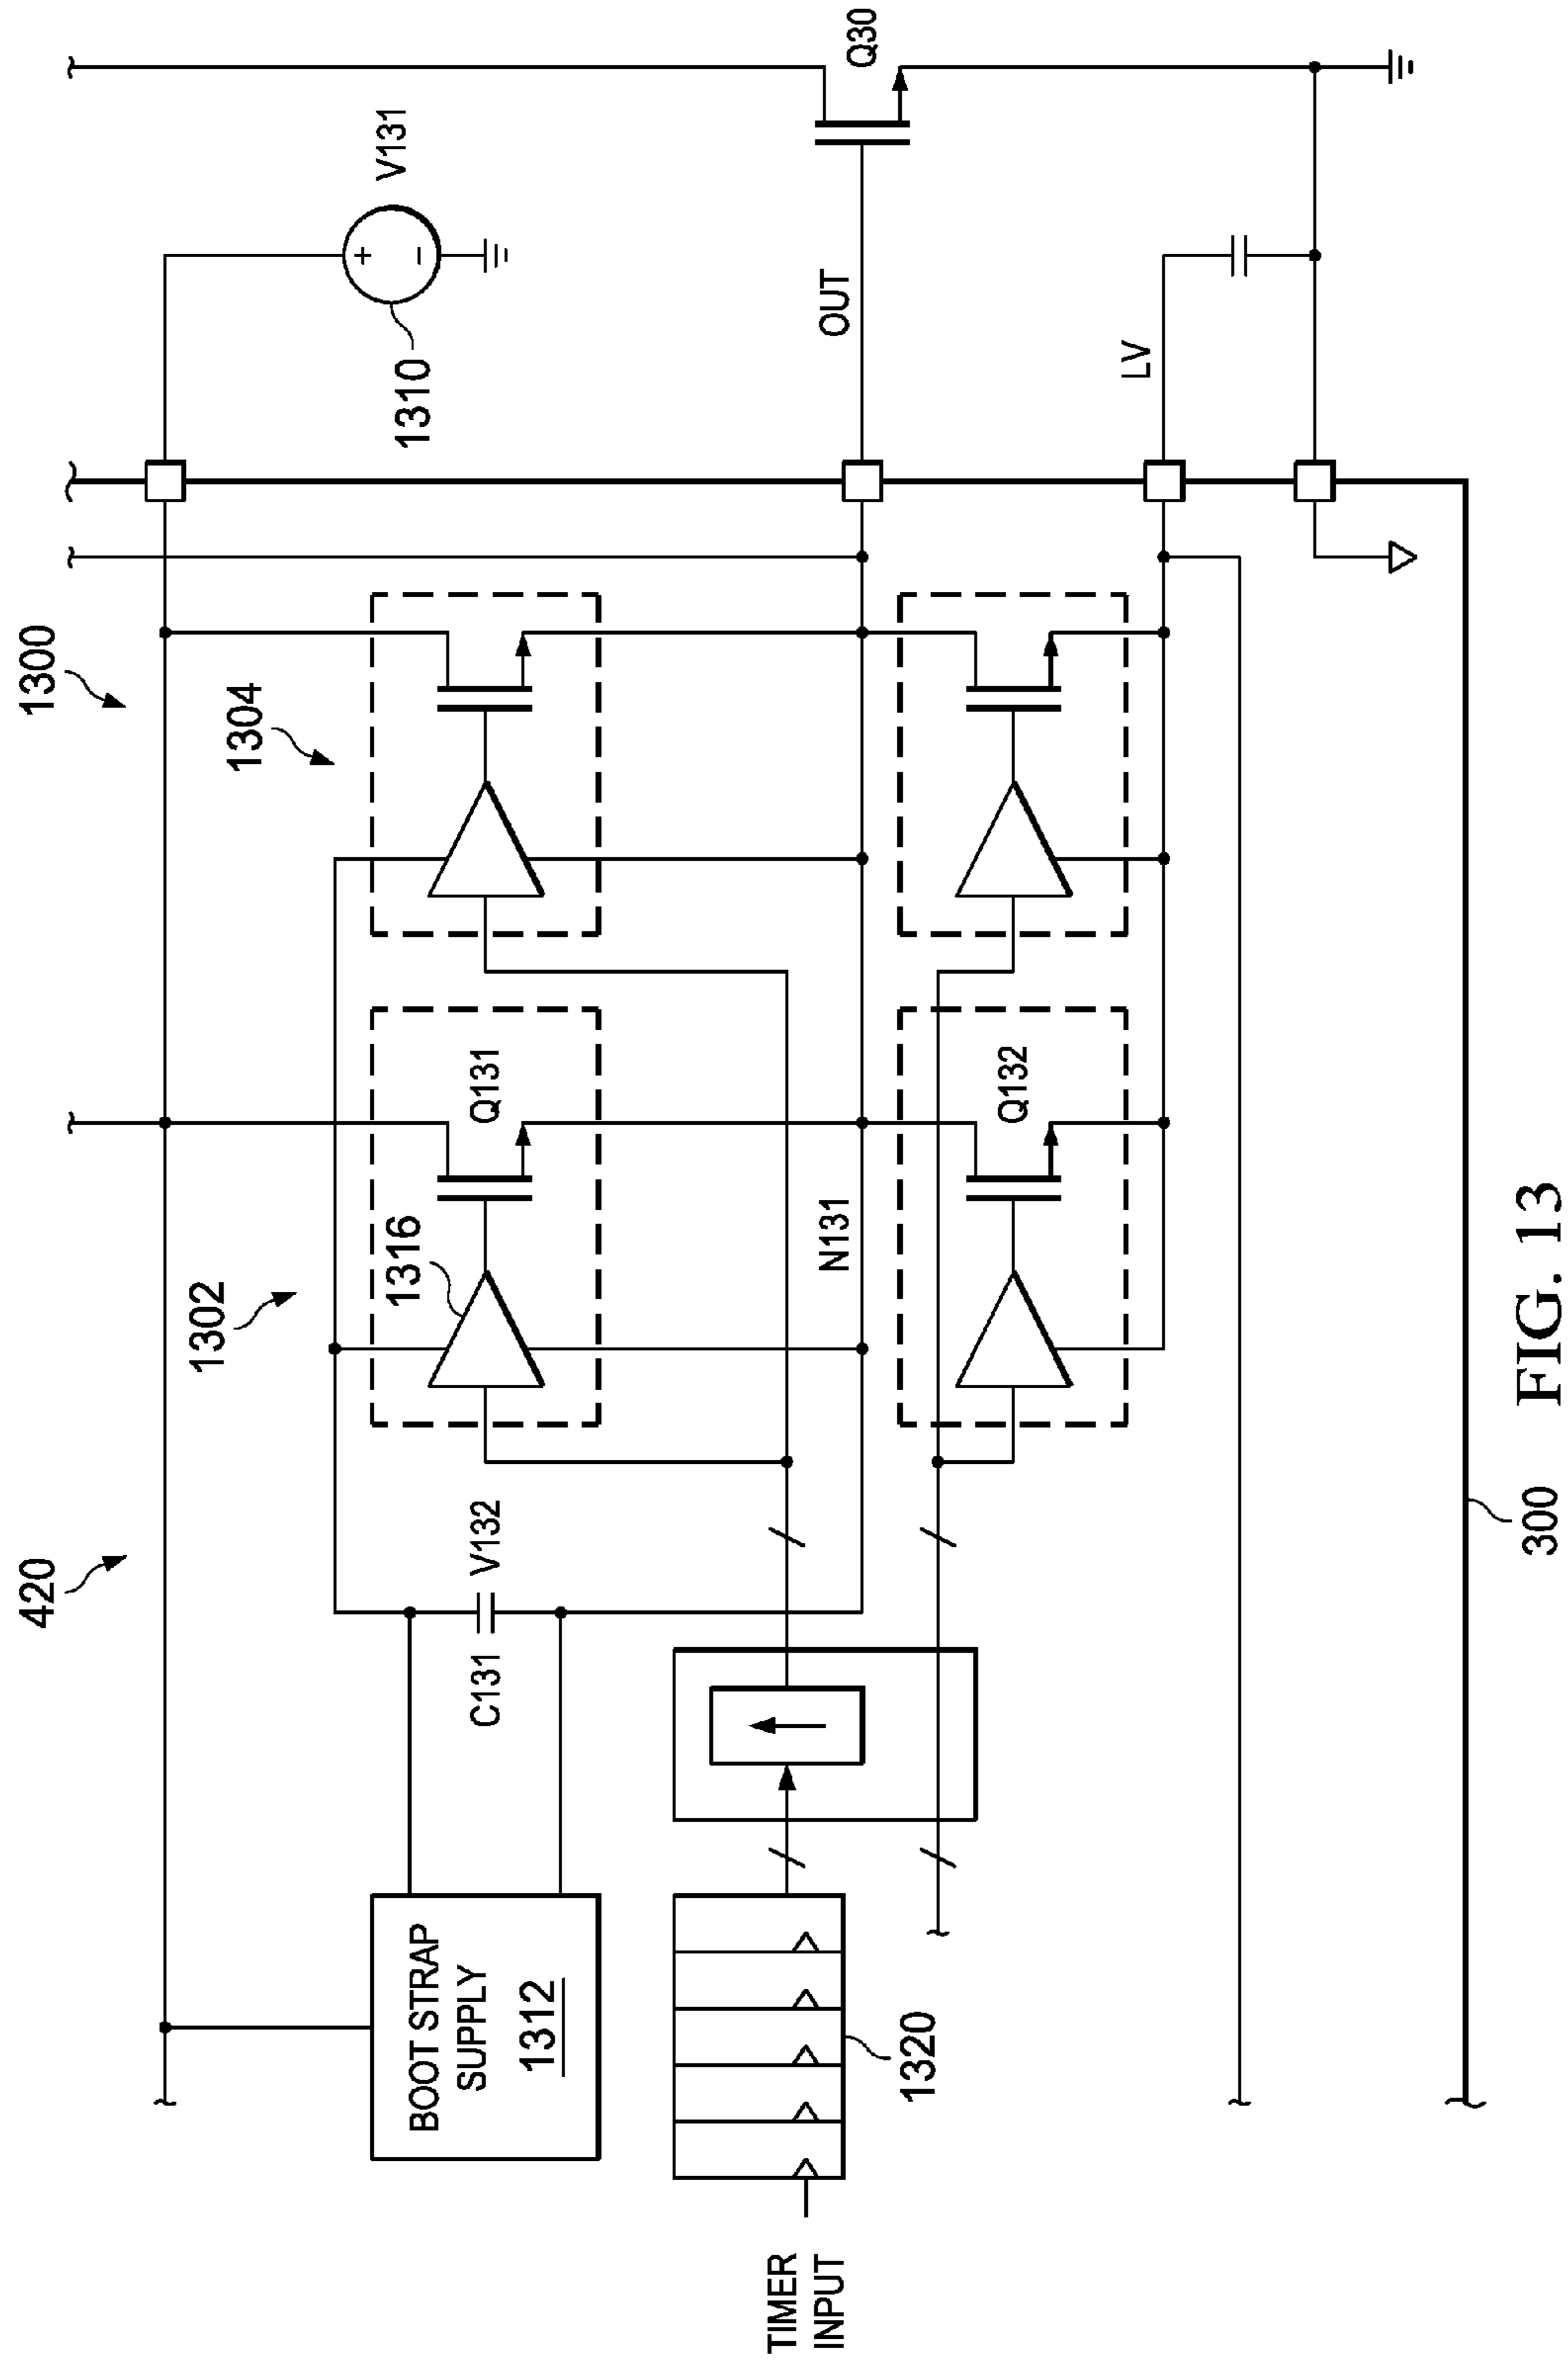 420
1300
1302
1304
V131
1310
+
−
BOOT STRAP
SUPPLY
1312
C131
V132
1316
Q131
Q30
OUT
N131
TIMER
INPUT
1320
Q132
LV
300
FIG. 13